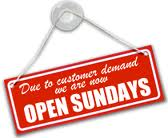 Due to customer demand
we are now
OPEN SUNDAYS